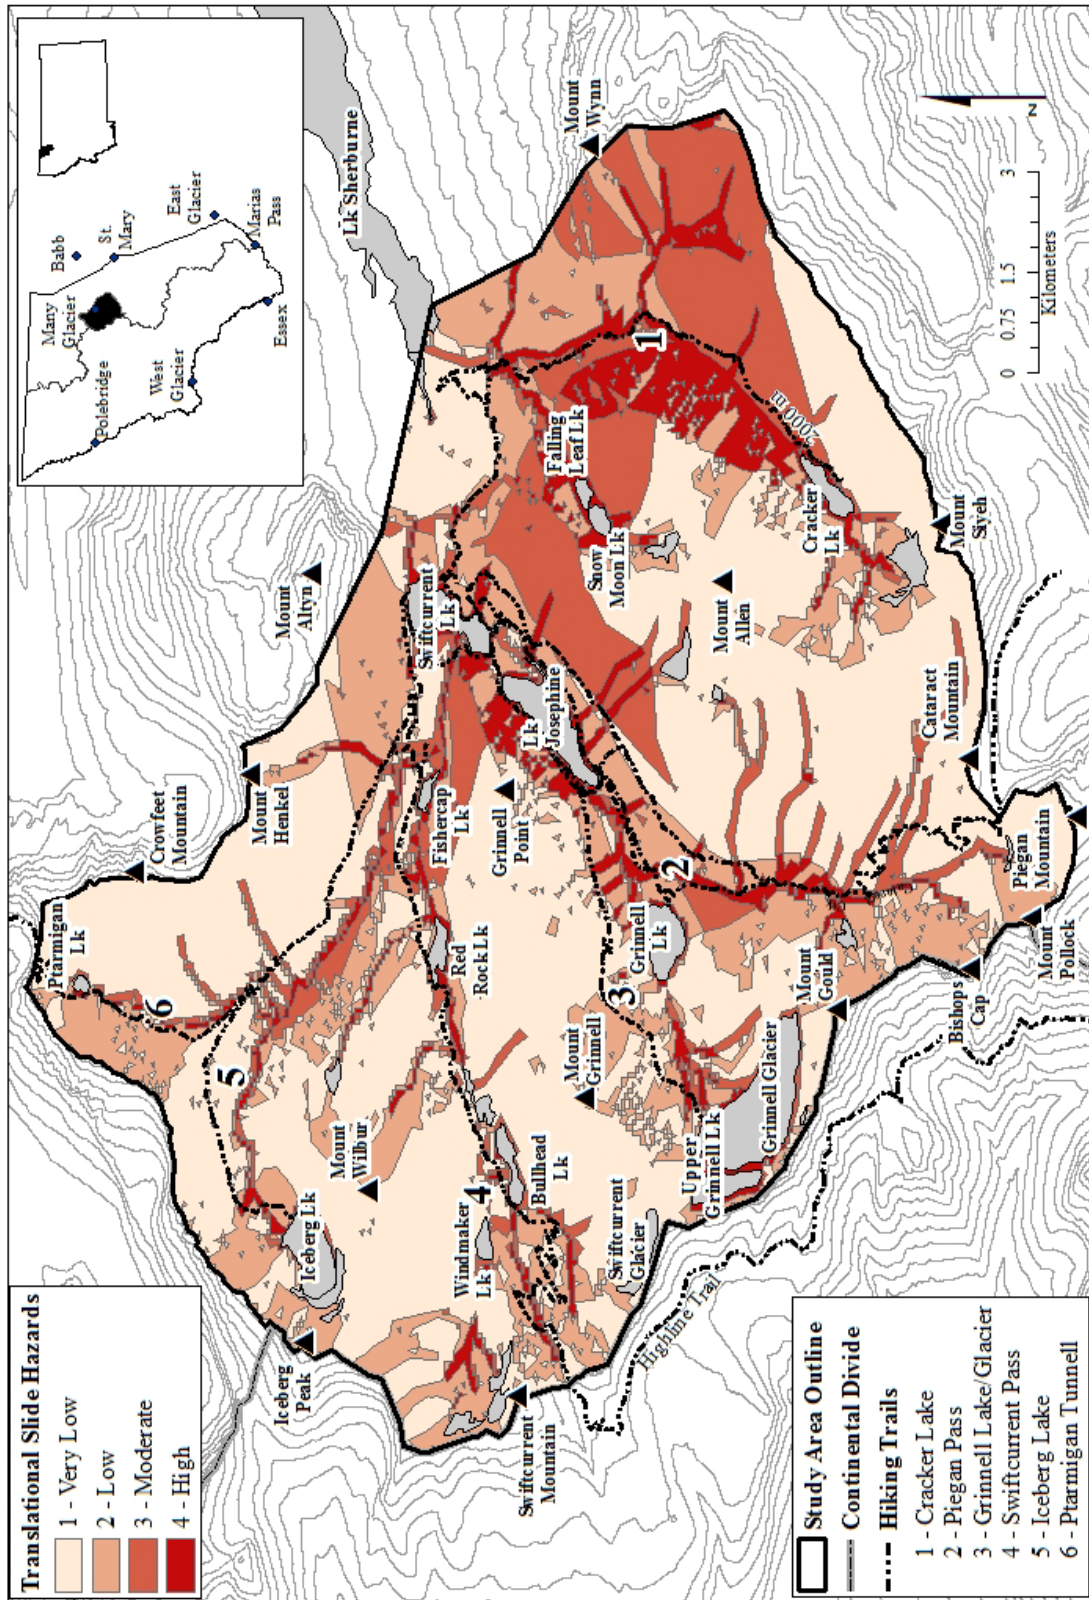 Translational Slide Hazards
1 - Very Low
2 - Low
3 - Moderate
4 - High
Polebridge
Many
Glacier
Babb
St.
Mary
West
Glacier
East
Glacier
Marias
Pass
Essex
Ptarmigan
Lk
Crowfeet
Mountain
Mount
Henkel
Mount
Altyn
Lk Sherburne
Mount
Wynn
Iceberg
Peak
Iceberg Lk
5
6
Mount
Wilbur
Red
Rock Lk
Fishercap
Lk
Swiftcurrent
Lk
Swiftcurrent
Mountain
Windmaker
Lk
4
Bullhead
Lk
Grinnell
Point
Lk
Josephine
Falling
Leaf Lk
Snow
Moon Lk
1
Swiftcurrent
Glacier
Mount
Grinnell
3
Grinnell
Lk
2
Upper
Grinnell Lk
Grinnell Glacier
Mount
Gould
Mount
Allen
Cracker
Lk
2000 m
Highline Trail
Bishops
Cap
Mount
Pollock
Piegan
Mountain
Cataract
Mountain
Mount
Siyeh
Study Area Outline
Continental Divide
Hiking Trails
1 - Cracker Lake
2 - Piegan Pass
3 - Grinnell Lake/Glacier
4 - Swiftcurrent Pass
5 - Iceberg Lake
6 - Ptarmigan Tunnell
0 0.75 1.5 3
Kilometers
N